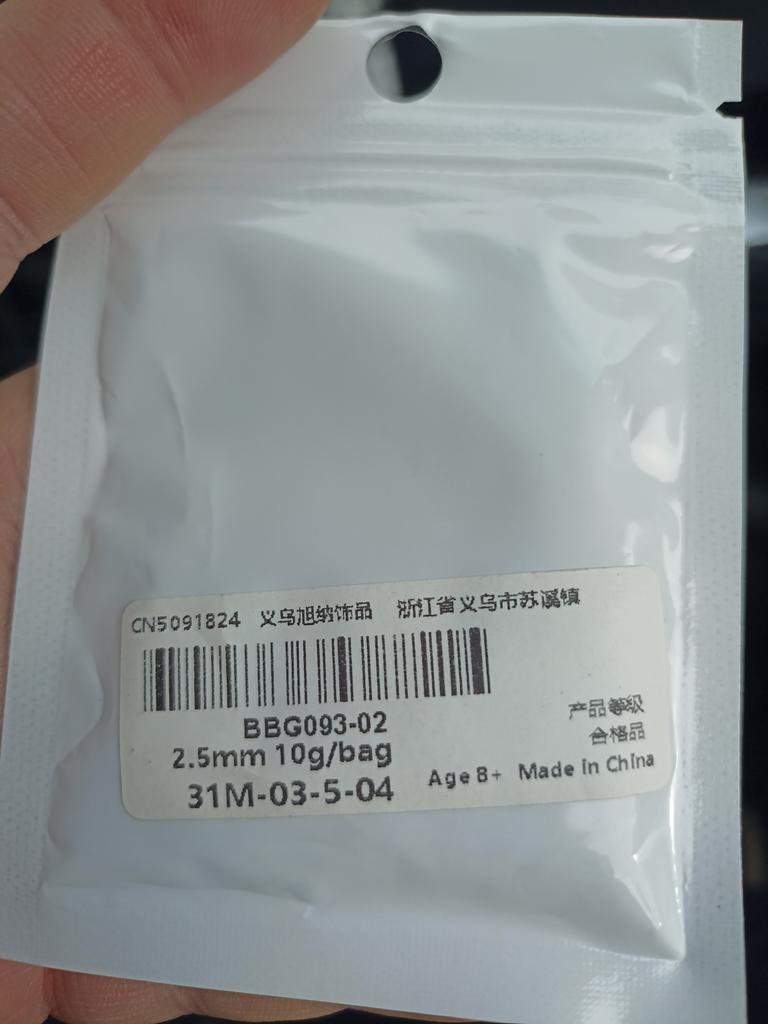 CN5091824 义乌旭纳饰品 浙江省义乌市苏溪镇
BBG093-02
2.5mm 10g/bag
31M-03-5-04
产品等级
合格品
Age 8+ Made in China